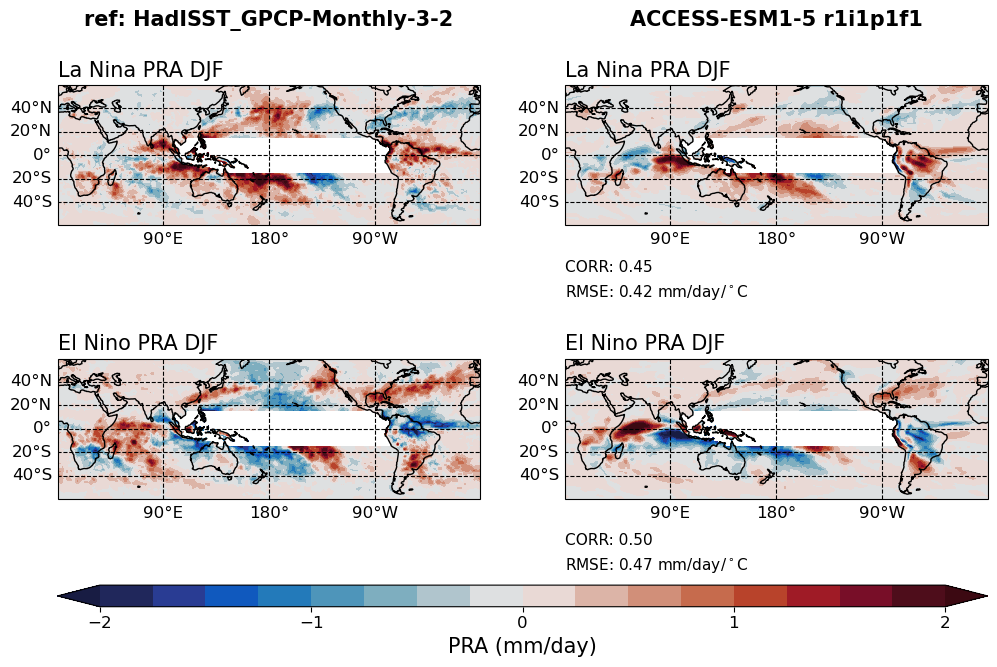 ref: HadISST_GPCP-Monthly-3-2
ACCESS-ESM1-5 r1i1p1f1
La Nina PRA DJF
La Nina PRA DJF
40°N
20°N
0°
20°S
40°S
90°E 180° 90°W
40°N
20°N
0°
20°S
40°S
90°E 180° 90°W
CORR: 0.45
RMSE: 0.42 mm/day/°C
El Nino PRA DJF
El Nino PRA DJF
40°N
20°N
0°
20°S
40°S
90°E 180° 90°W
40°N
20°N
0°
20°S
40°S
90°E 180° 90°W
CORR: 0.50
RMSE: 0.47 mm/day/°C
−2 −1 0 1 2
PRA (mm/day)